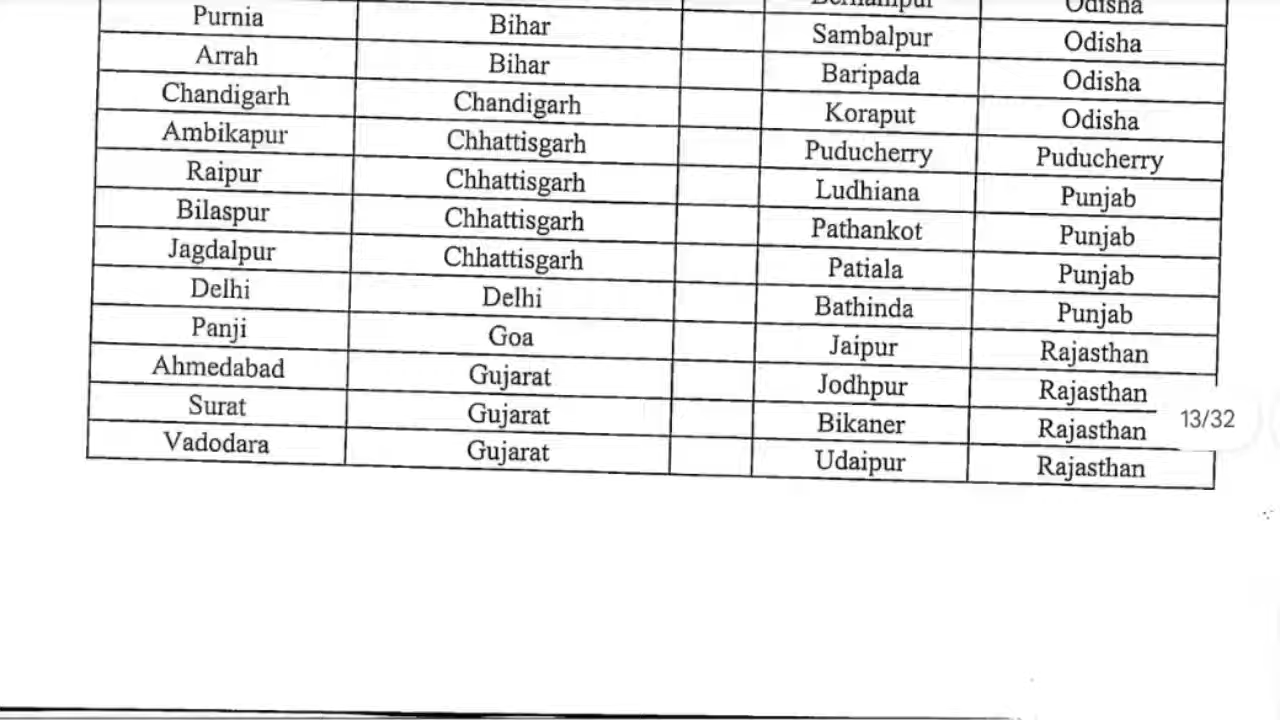 Berhampur Odisha
Purnia Bihar Sambalpur Odisha
Arrah Bihar Baripada Odisha
Chandigarh Chandigarh Koraput Odisha
Ambikapur Chhattisgarh Puducherry Puducherry
Raipur Chhattisgarh Ludhiana Punjab
Bilaspur Chhattisgarh Pathankot Punjab
Jagdalpur Chhattisgarh Patiala Punjab
Delhi Delhi Bathinda Punjab
Panji Goa Jaipur Rajasthan
Ahmedabad Gujarat Jodhpur Rajasthan
Surat Gujarat Bikaner Rajasthan
Vadodara Gujarat Udaipur Rajasthan
13/32